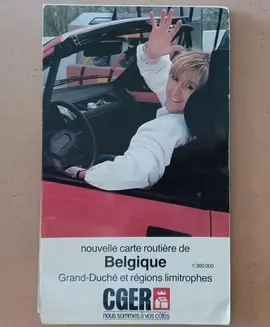 nouvelle carte routière de
Belgique
1:300.000
Grand-Duché et régions limitrophes
CGER
nous sommes à vos côtés